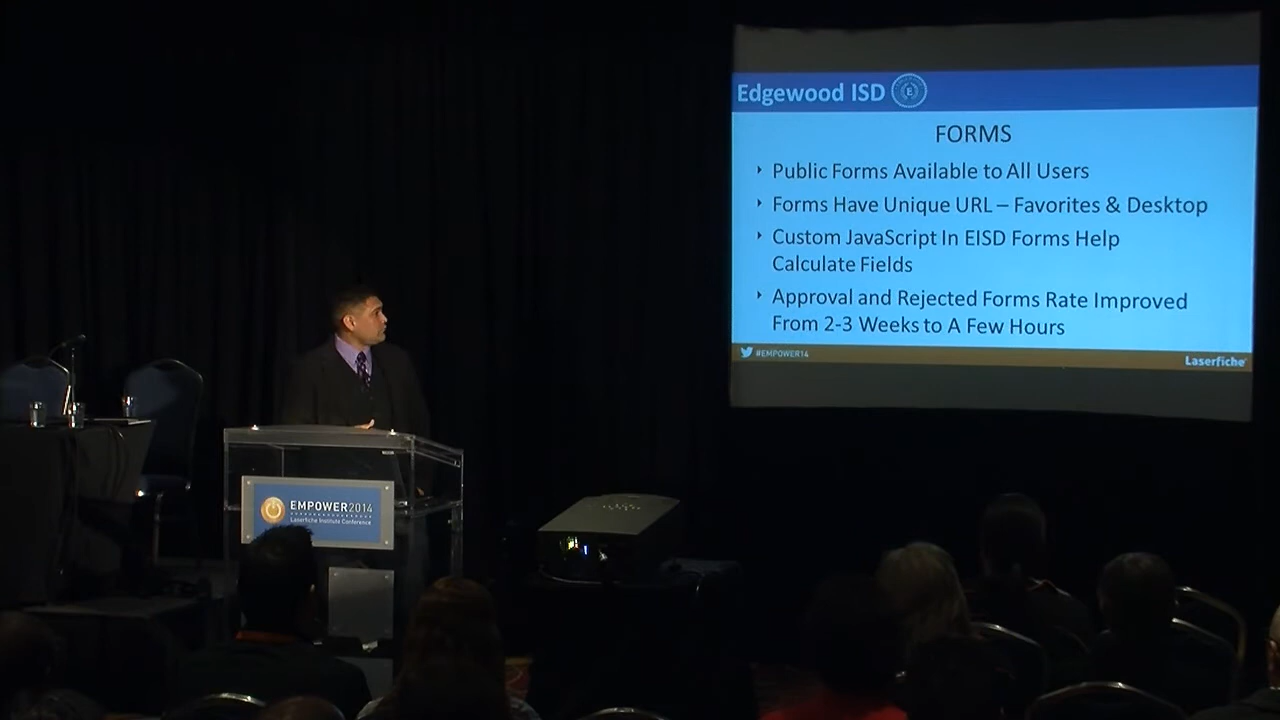 Edgewood ISD
FORMS
Public Forms Available to All Users
Forms Have Unique URL – Favorites & Desktop
Custom JavaScript In EISD Forms Help
Calculate Fields
Approval and Rejected Forms Rate Improved
From 2-3 Weeks to A Few Hours
#EMPOWER14
Laserfiche
EMPOWER2014
Laserfiche Institute Conference